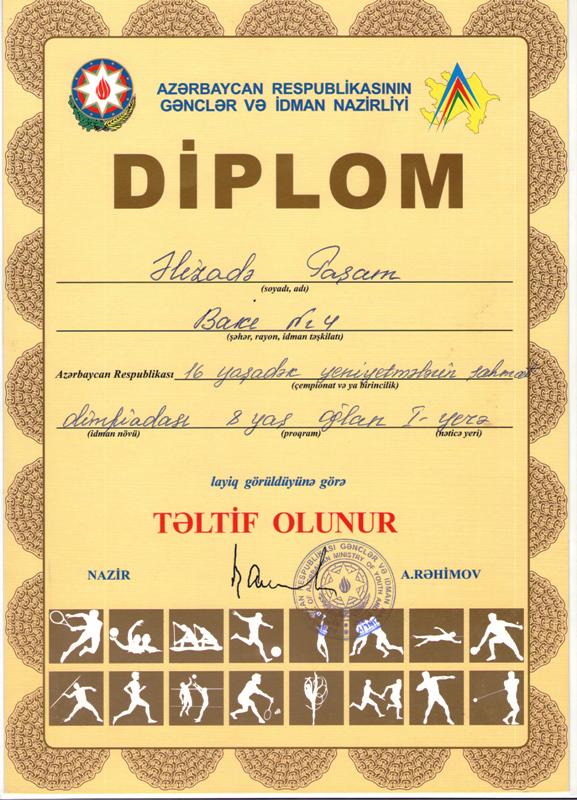 AZƏRBAYCAN RESPUBLİKASININ
GƏNCLƏR VƏ İDMAN NAZİRLİYİ
DİPLOM
Əlizadə Paşam
(soyadı, adı)
Bakı №4
(şəhər, rayon, idman təşkilatı)
Azərbaycan Respublikası 16 yaşadək yeniyetmələrin şahmat
(çempionat və ya birincilik)
olimpiadası 8 yaş oğlan I-yerə
(idman növü) (proqram) (nəticə yeri)
layiq görüldüyünə görə
TƏLTİF OLUNUR
NAZİR A.RƏHİMOV